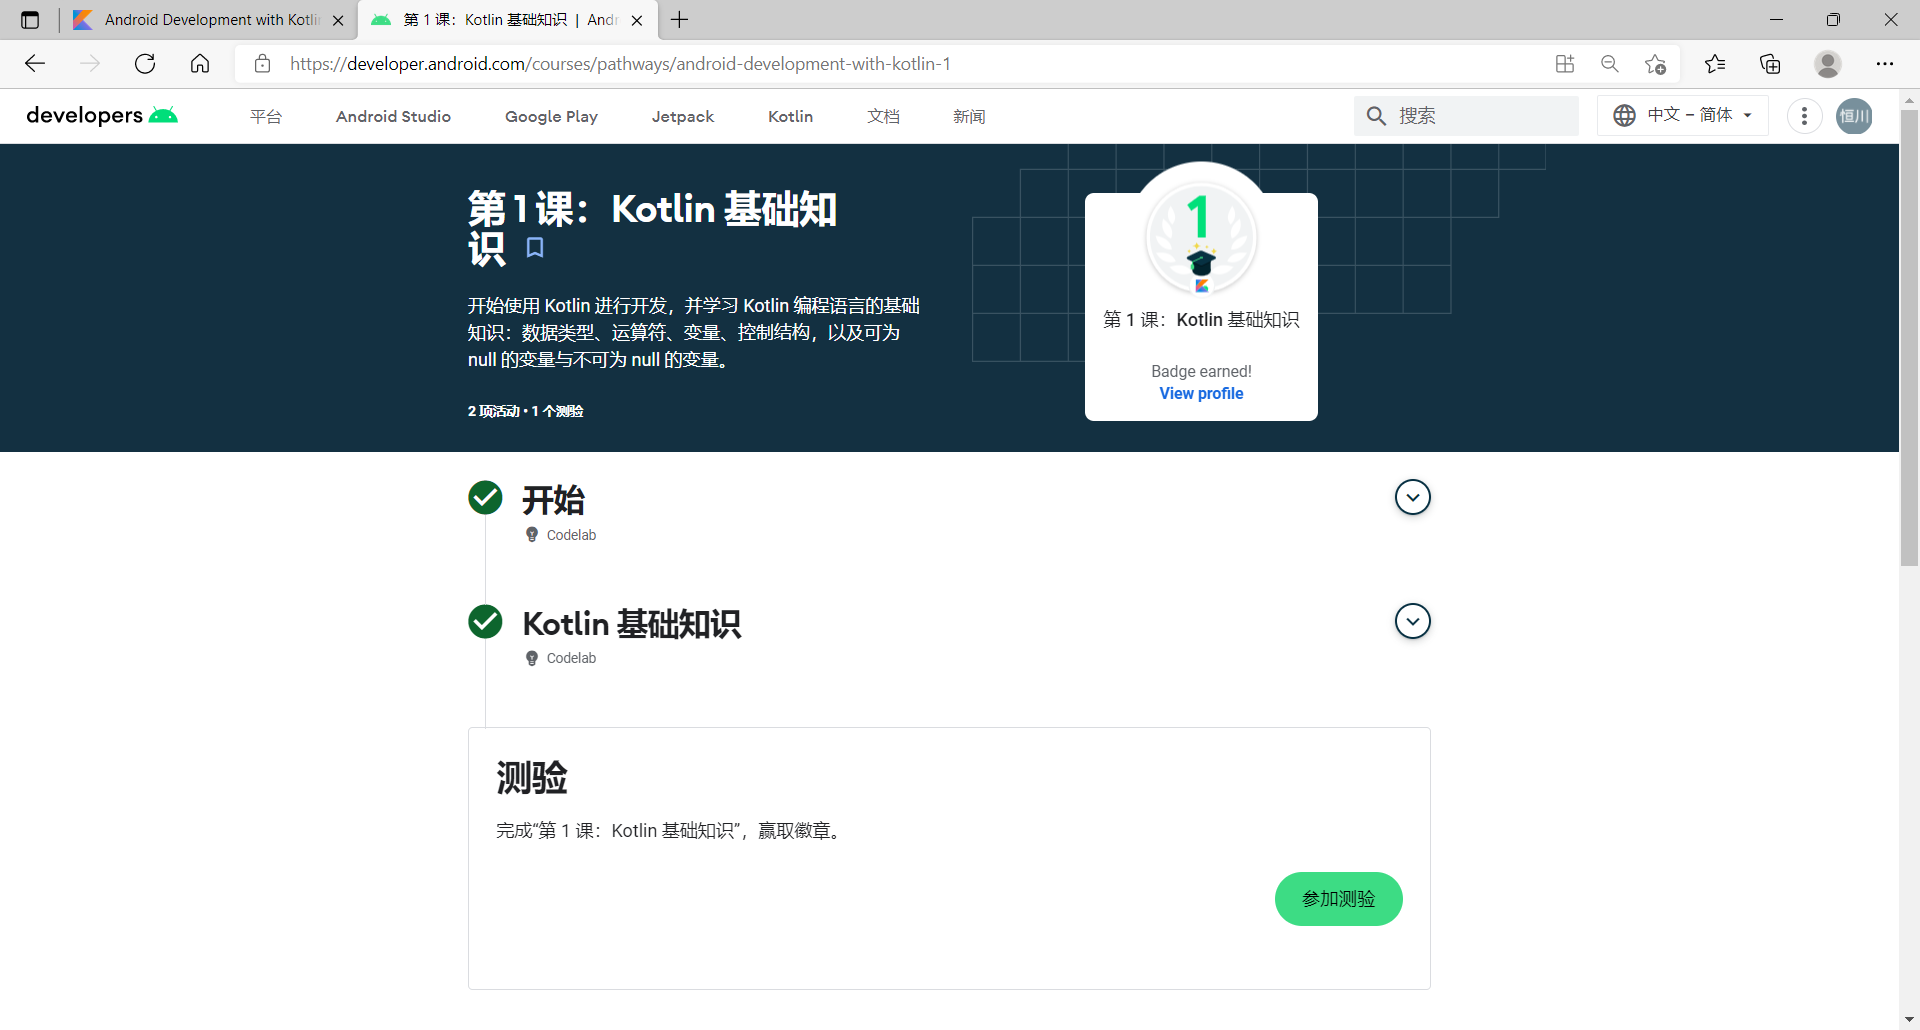 Android Development with Kotlin
第 1 课：Kotlin 基础知识 | Andr
https://developer.android.com/courses/pathways/android-development-with-kotlin-1
developers
平台
Android Studio
Google Play
Jetpack
Kotlin
文档
新闻
搜索
中文 – 简体
恒川
第 1 课：Kotlin 基础知
识
开始使用 Kotlin 进行开发，并学习 Kotlin 编程语言的基础
知识：数据类型、运算符、变量、控制结构，以及可为
null 的变量与不可为 null 的变量。
2 项活动 • 1 个测验
1
第 1 课：Kotlin 基础知识
Badge earned!
View profile
开始
Codelab
Kotlin 基础知识
Codelab
测验
完成“第 1 课：Kotlin 基础知识”，赢取徽章。
参加测验